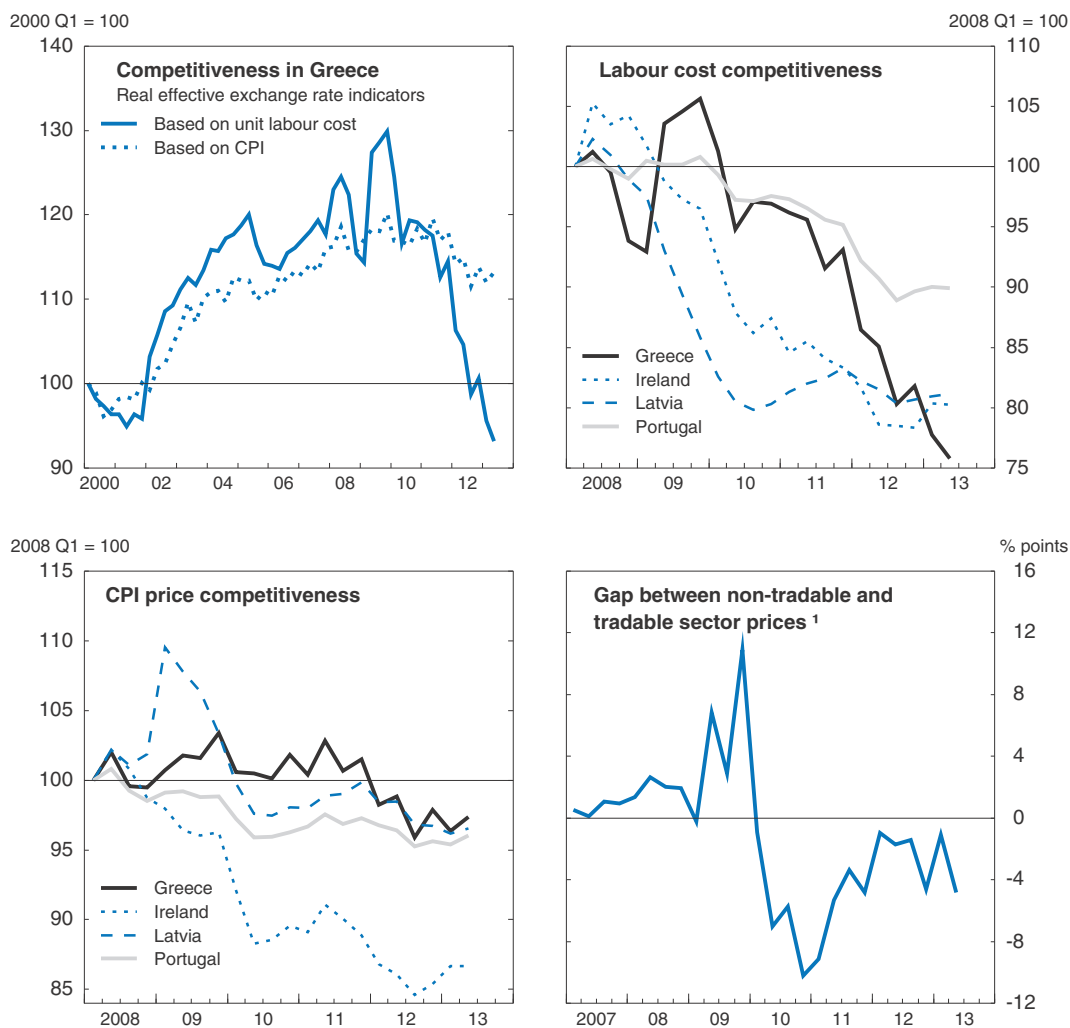 2000 Q1 = 100
140
130
120
110
100
90
Competitiveness in Greece
Real effective exchange rate indicators
Based on unit labour cost
Based on CPI
2000 02 04 06 08 10 12
2008 Q1 = 100
110
105
100
95
90
85
80
75
Labour cost competitiveness
Greece
Ireland
Latvia
Portugal
2008 09 10 11 12 13
2008 Q1 = 100
115
110
105
100
95
90
85
CPI price competitiveness
Greece
Ireland
Latvia
Portugal
2008 09 10 11 12 13
% points
16
12
8
4
0
-4
-8
-12
Gap between non-tradable and
tradable sector prices ¹
2007 08 09 10 11 12 13